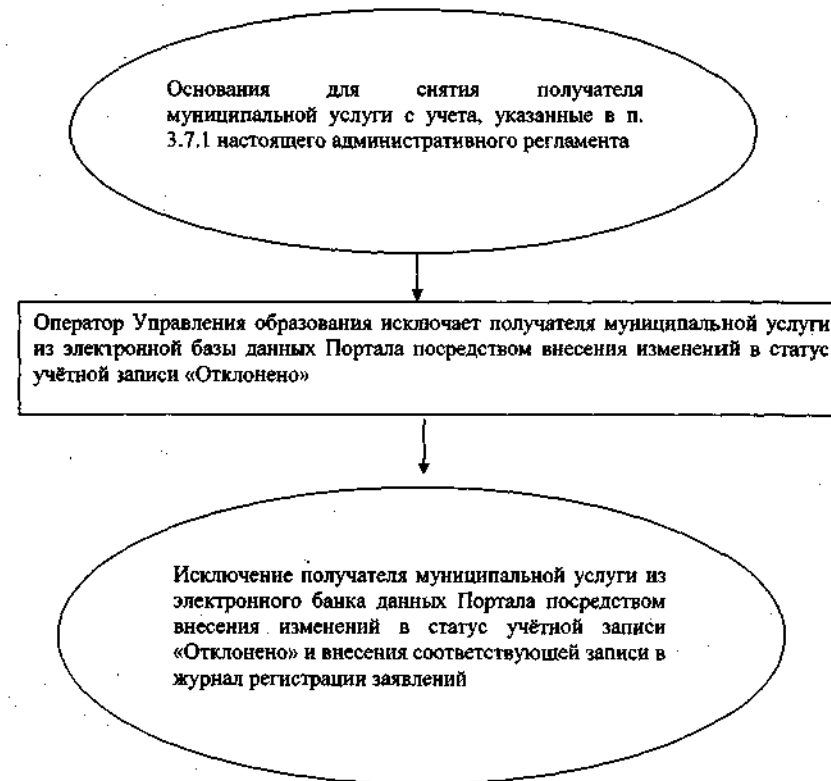 Основания для снятия получателя
муниципальной услуги с учета, указанные в п.
3.7.1 настоящего административного регламента
Оператор Управления образования исключает получателя муниципальной услуги
из электронной базы данных Портала посредством внесения изменений в статус
учётной записи «Отклонено»
Исключение получателя муниципальной услуги из
электронного банка данных Портала посредством
внесения изменений в статус учётной записи
«Отклонено» и внесения соответствующей записи в
журнал регистрации заявлений